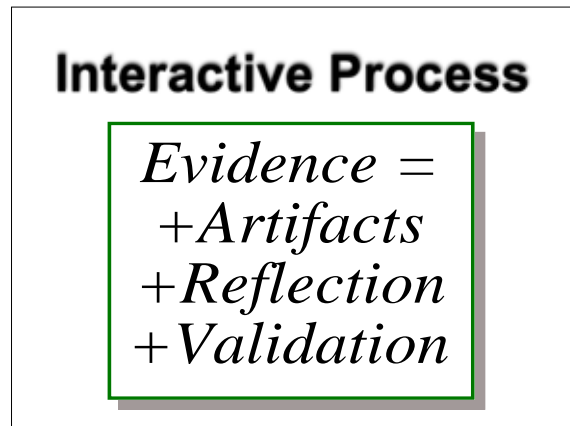 Interactive Process
Evidence =
+Artifacts
+Reflection
+Validation